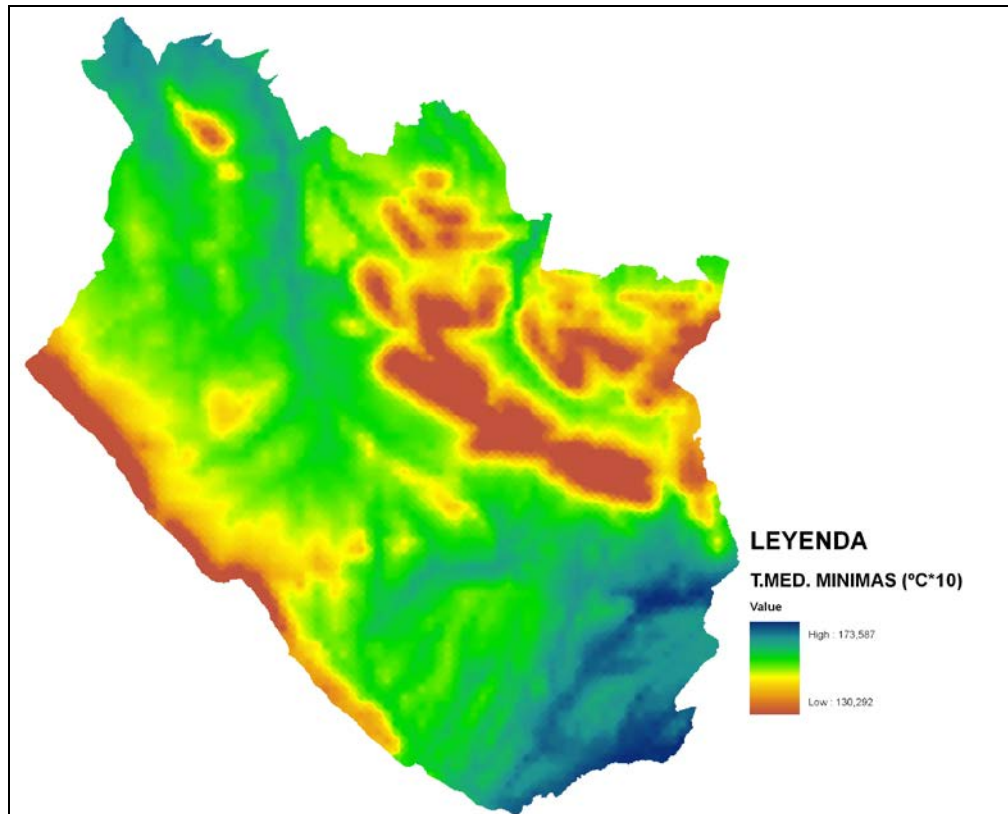 LEYENDA
T.MED. MINIMAS (ºC*10)
Value
High : 173,587
Low : 130,292